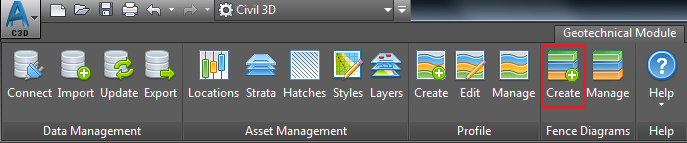 Civil 3D
C3D
Geotechnical Module
Connect Import Update Export Locations Strata Hatches Styles Layers Create Edit Manage Create Manage Help
Data Management Asset Management Profile Fence Diagrams Help